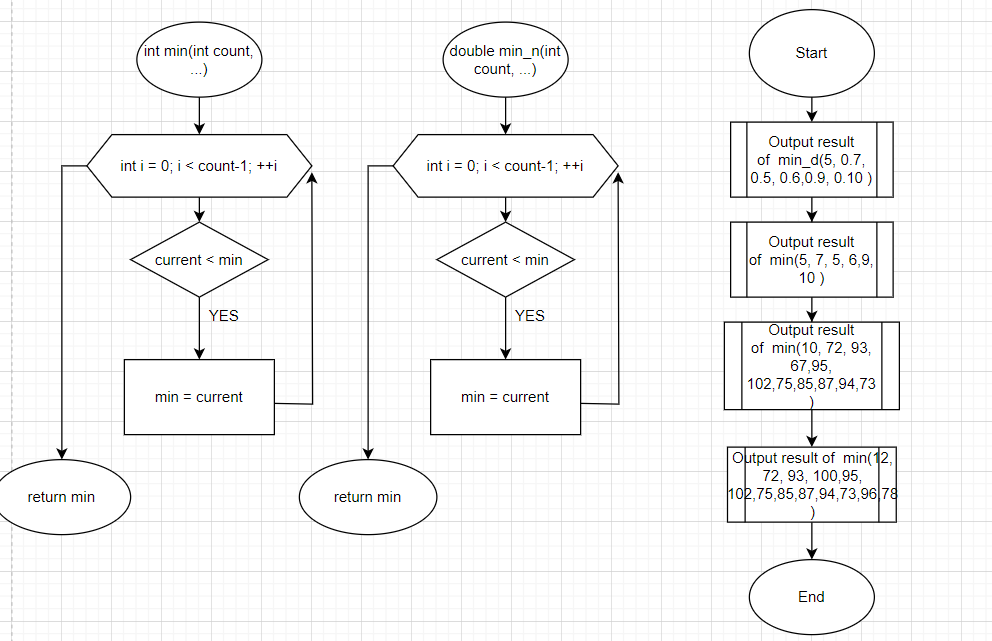 int min(int count,
...)
int i = 0; i < count-1; ++i
current < min
YES
min = current
return min
double min_n(int
count, ...)
int i = 0; i < count-1; ++i
current < min
YES
min = current
return min
Start
Output result
of  min_d(5, 0.7,
0.5, 0.6,0.9, 0.10 )
Output result
of  min(5, 7, 5, 6,9,
10 )
Output result
of  min(10, 72, 93,
67,95,
102,75,85,87,94,73
)
Output result of  min(12,
72, 93, 100,95,
102,75,85,87,94,73,96,78
)
End